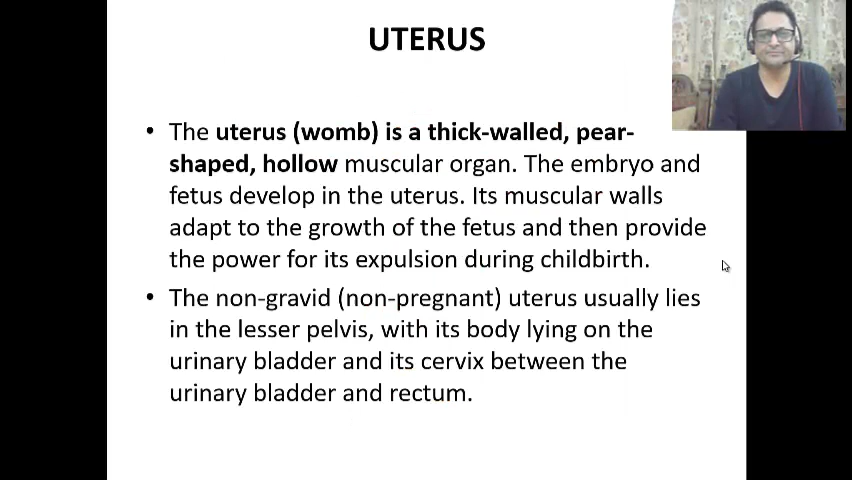 UTERUS
• The uterus (womb) is a thick-walled, pear-
shaped, hollow muscular organ. The embryo and
fetus develop in the uterus. Its muscular walls
adapt to the growth of the fetus and then provide
the power for its expulsion during childbirth.
• The non-gravid (non-pregnant) uterus usually lies
in the lesser pelvis, with its body lying on the
urinary bladder and its cervix between the
urinary bladder and rectum.